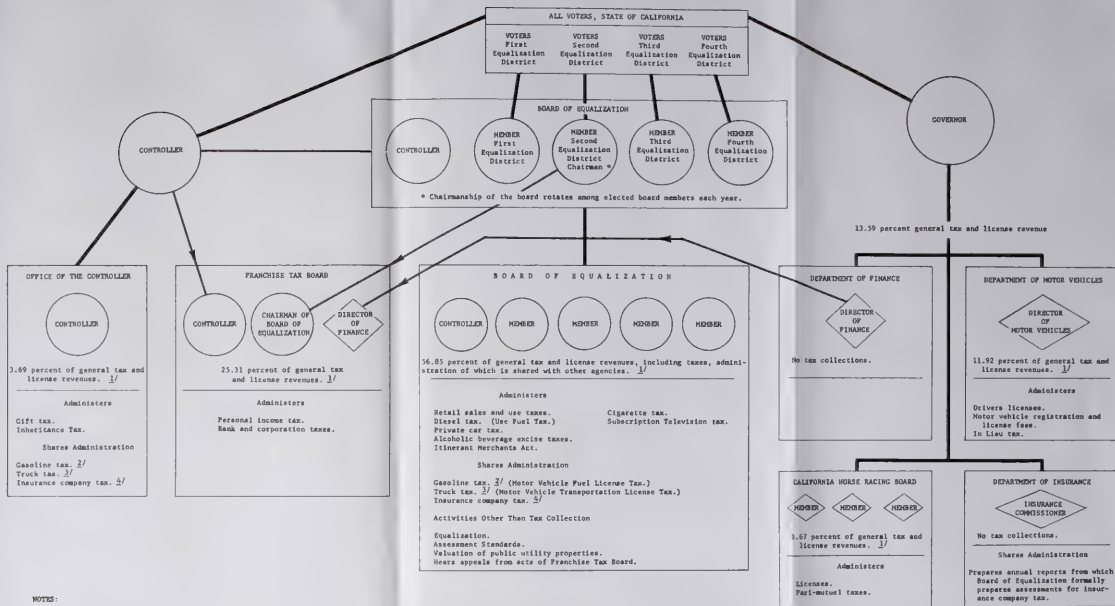 ALL VOTERS, STATE OF CALIFORNIA
VOTERS
First
Equalization
District
VOTERS
Second
Equalization
District
VOTERS
Third
Equalization
District
VOTERS
Fourth
Equalization
District
BOARD OF EQUALIZATION
CONTROLLER
CONTROLLER
MEMBER
First
Equalization
District
MEMBER
Second
Equalization
District
Chairman *
MEMBER
Third
Equalization
District
MEMBER
Fourth
Equalization
District
* Chairmanship of the board rotates among elected board members each year.
GOVERNOR
13.59 percent general tax and license revenue
OFFICE OF THE CONTROLLER
CONTROLLER
3.69 percent of general tax and
license revenues. 1/
Administers
Gift tax.
Inheritance Tax.
Shares Administration
Gasoline tax. 2/
Truck tax. 3/
Insurance company tax. 4/
FRANCHISE TAX BOARD
CONTROLLER
CHAIRMAN OF
BOARD OF
EQUALIZATION
DIRECTOR
OF
FINANCE
25.31 percent of general tax
and license revenues. 1/
Administers
Personal income tax.
Bank and corporation taxes.
BOARD OF EQUALIZATION
CONTROLLER
MEMBER
MEMBER
MEMBER
MEMBER
56.85 percent of general tax and license revenues, including taxes, admini-
stration of which is shared with other agencies. 1/
Administers
Retail sales and use taxes.
Diesel tax. (Use Fuel Tax.)
Private car tax.
Alcoholic beverage excise taxes.
Itinerant Merchants Act.
Cigarette tax.
Subscription Television tax.
Shares Administration
Gasoline tax. 2/ (Motor Vehicle Fuel License Tax.)
Truck tax. 3/ (Motor Vehicle Transportation License Tax.)
Insurance company tax. 4/
Activities Other Than Tax Collection
Equalization.
Assessment Standards.
Valuation of public utility properties.
Hears appeals from acts of Franchise Tax Board.
DEPARTMENT OF FINANCE
DIRECTOR
OF
FINANCE
No tax collections.
DEPARTMENT OF MOTOR VEHICLES
DIRECTOR
OF
MOTOR VEHICLES
11.92 percent of general tax and
license revenues. 1/
Administers
Drivers licenses.
Motor vehicle registration and
license fees.
In Lieu tax.
CALIFORNIA HORSE RACING BOARD
MEMBER
MEMBER
MEMBER
1.67 percent of general tax and
license revenues. 1/
Administers
Licenses.
Pari-mutuel taxes.
DEPARTMENT OF INSURANCE
INSURANCE
COMMISSIONER
No tax collections.
Shares Administration
Prepares annual reports from which
Board of Equalization formally
prepares assessments for insur-
ance company tax.
NOTES: